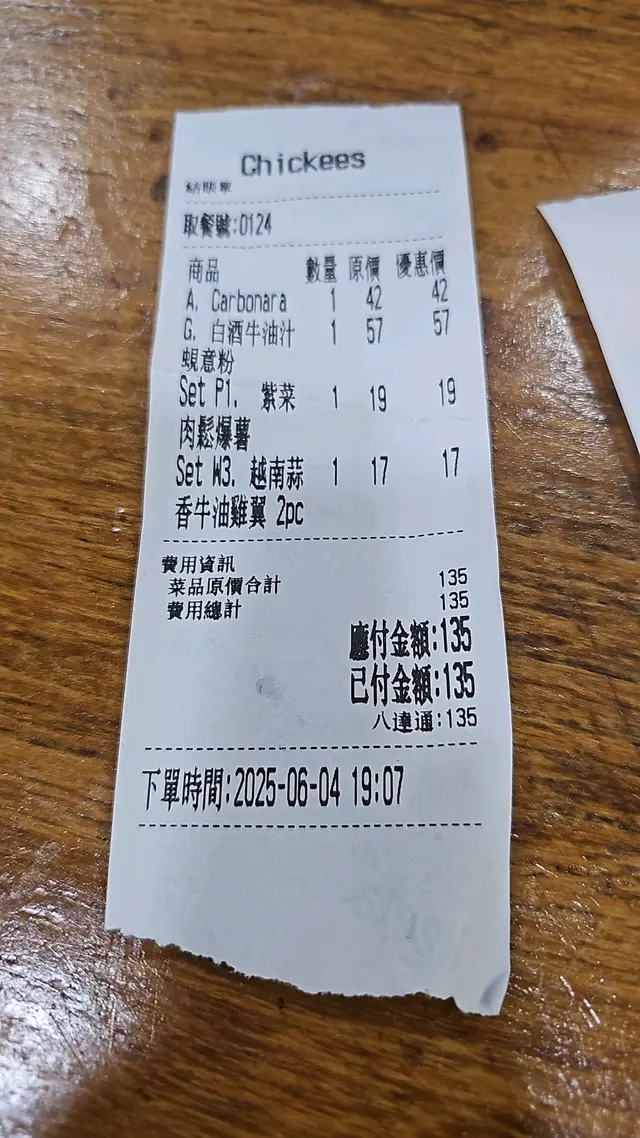 Chickees
結賬單
取餐號:0124
商品 數量 原價 優惠價
A. Carbonara 1 42 42
G. 白酒牛油汁 1 57 57
蜆意粉
Set P1. 紫菜 1 19 19
肉鬆爆薯
Set W3. 越南蒜 1 17 17
香牛油雞翼 2pc
費用資訊
菜品原價合計 135
費用總計 135
應付金額:135
已付金額:135
八達通:135
下單時間:2025-06-04 19:07